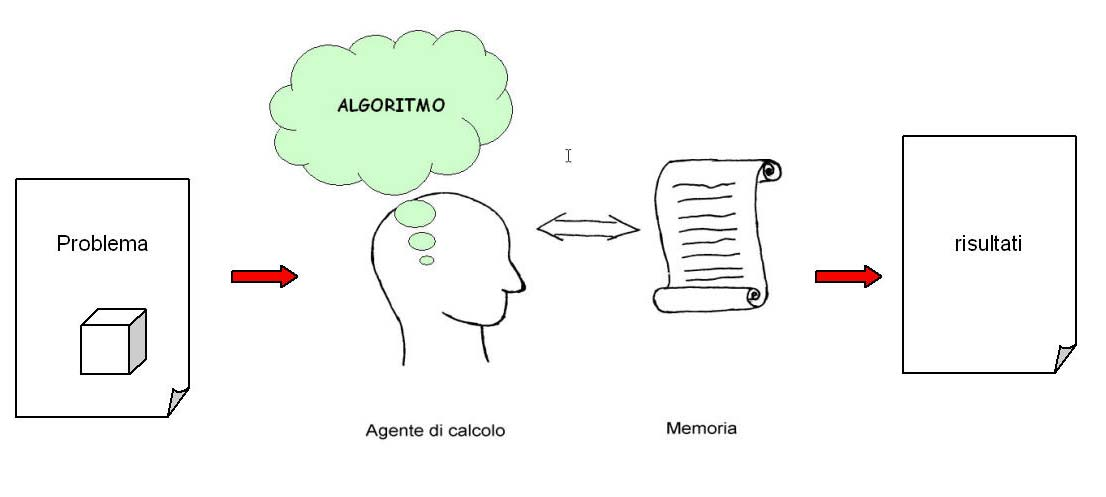 ALGORITMO
Problema
risultati
Agente di calcolo
Memoria